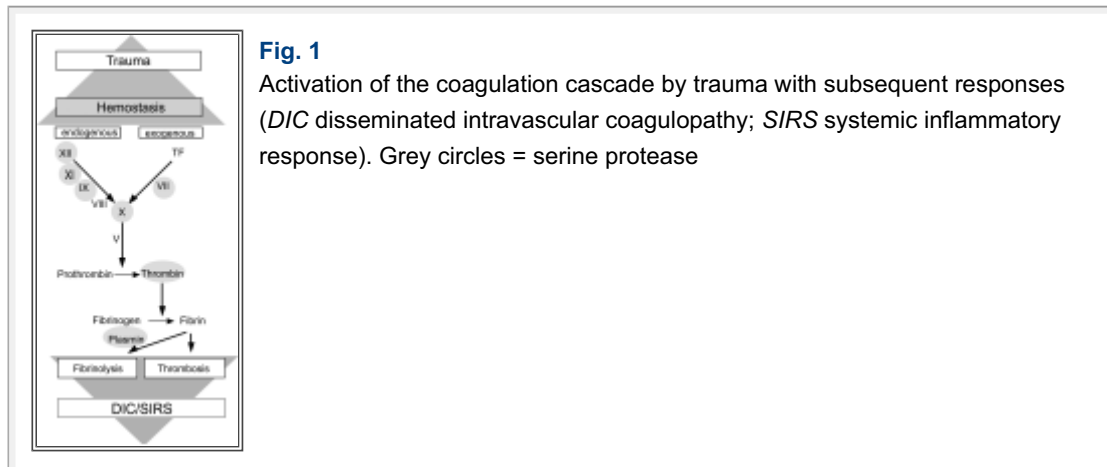 Trauma
Hemostasis
endogenous exogenous
XII TF
XI
IX VII
VIII X
V
Prothrombin Thrombin
Fibrinogen Fibrin
Plasmin
Fibrinolysis Thrombosis
DIC/SIRS
Fig. 1
Activation of the coagulation cascade by trauma with subsequent responses
(DIC disseminated intravascular coagulopathy; SIRS systemic inflammatory
response). Grey circles = serine protease